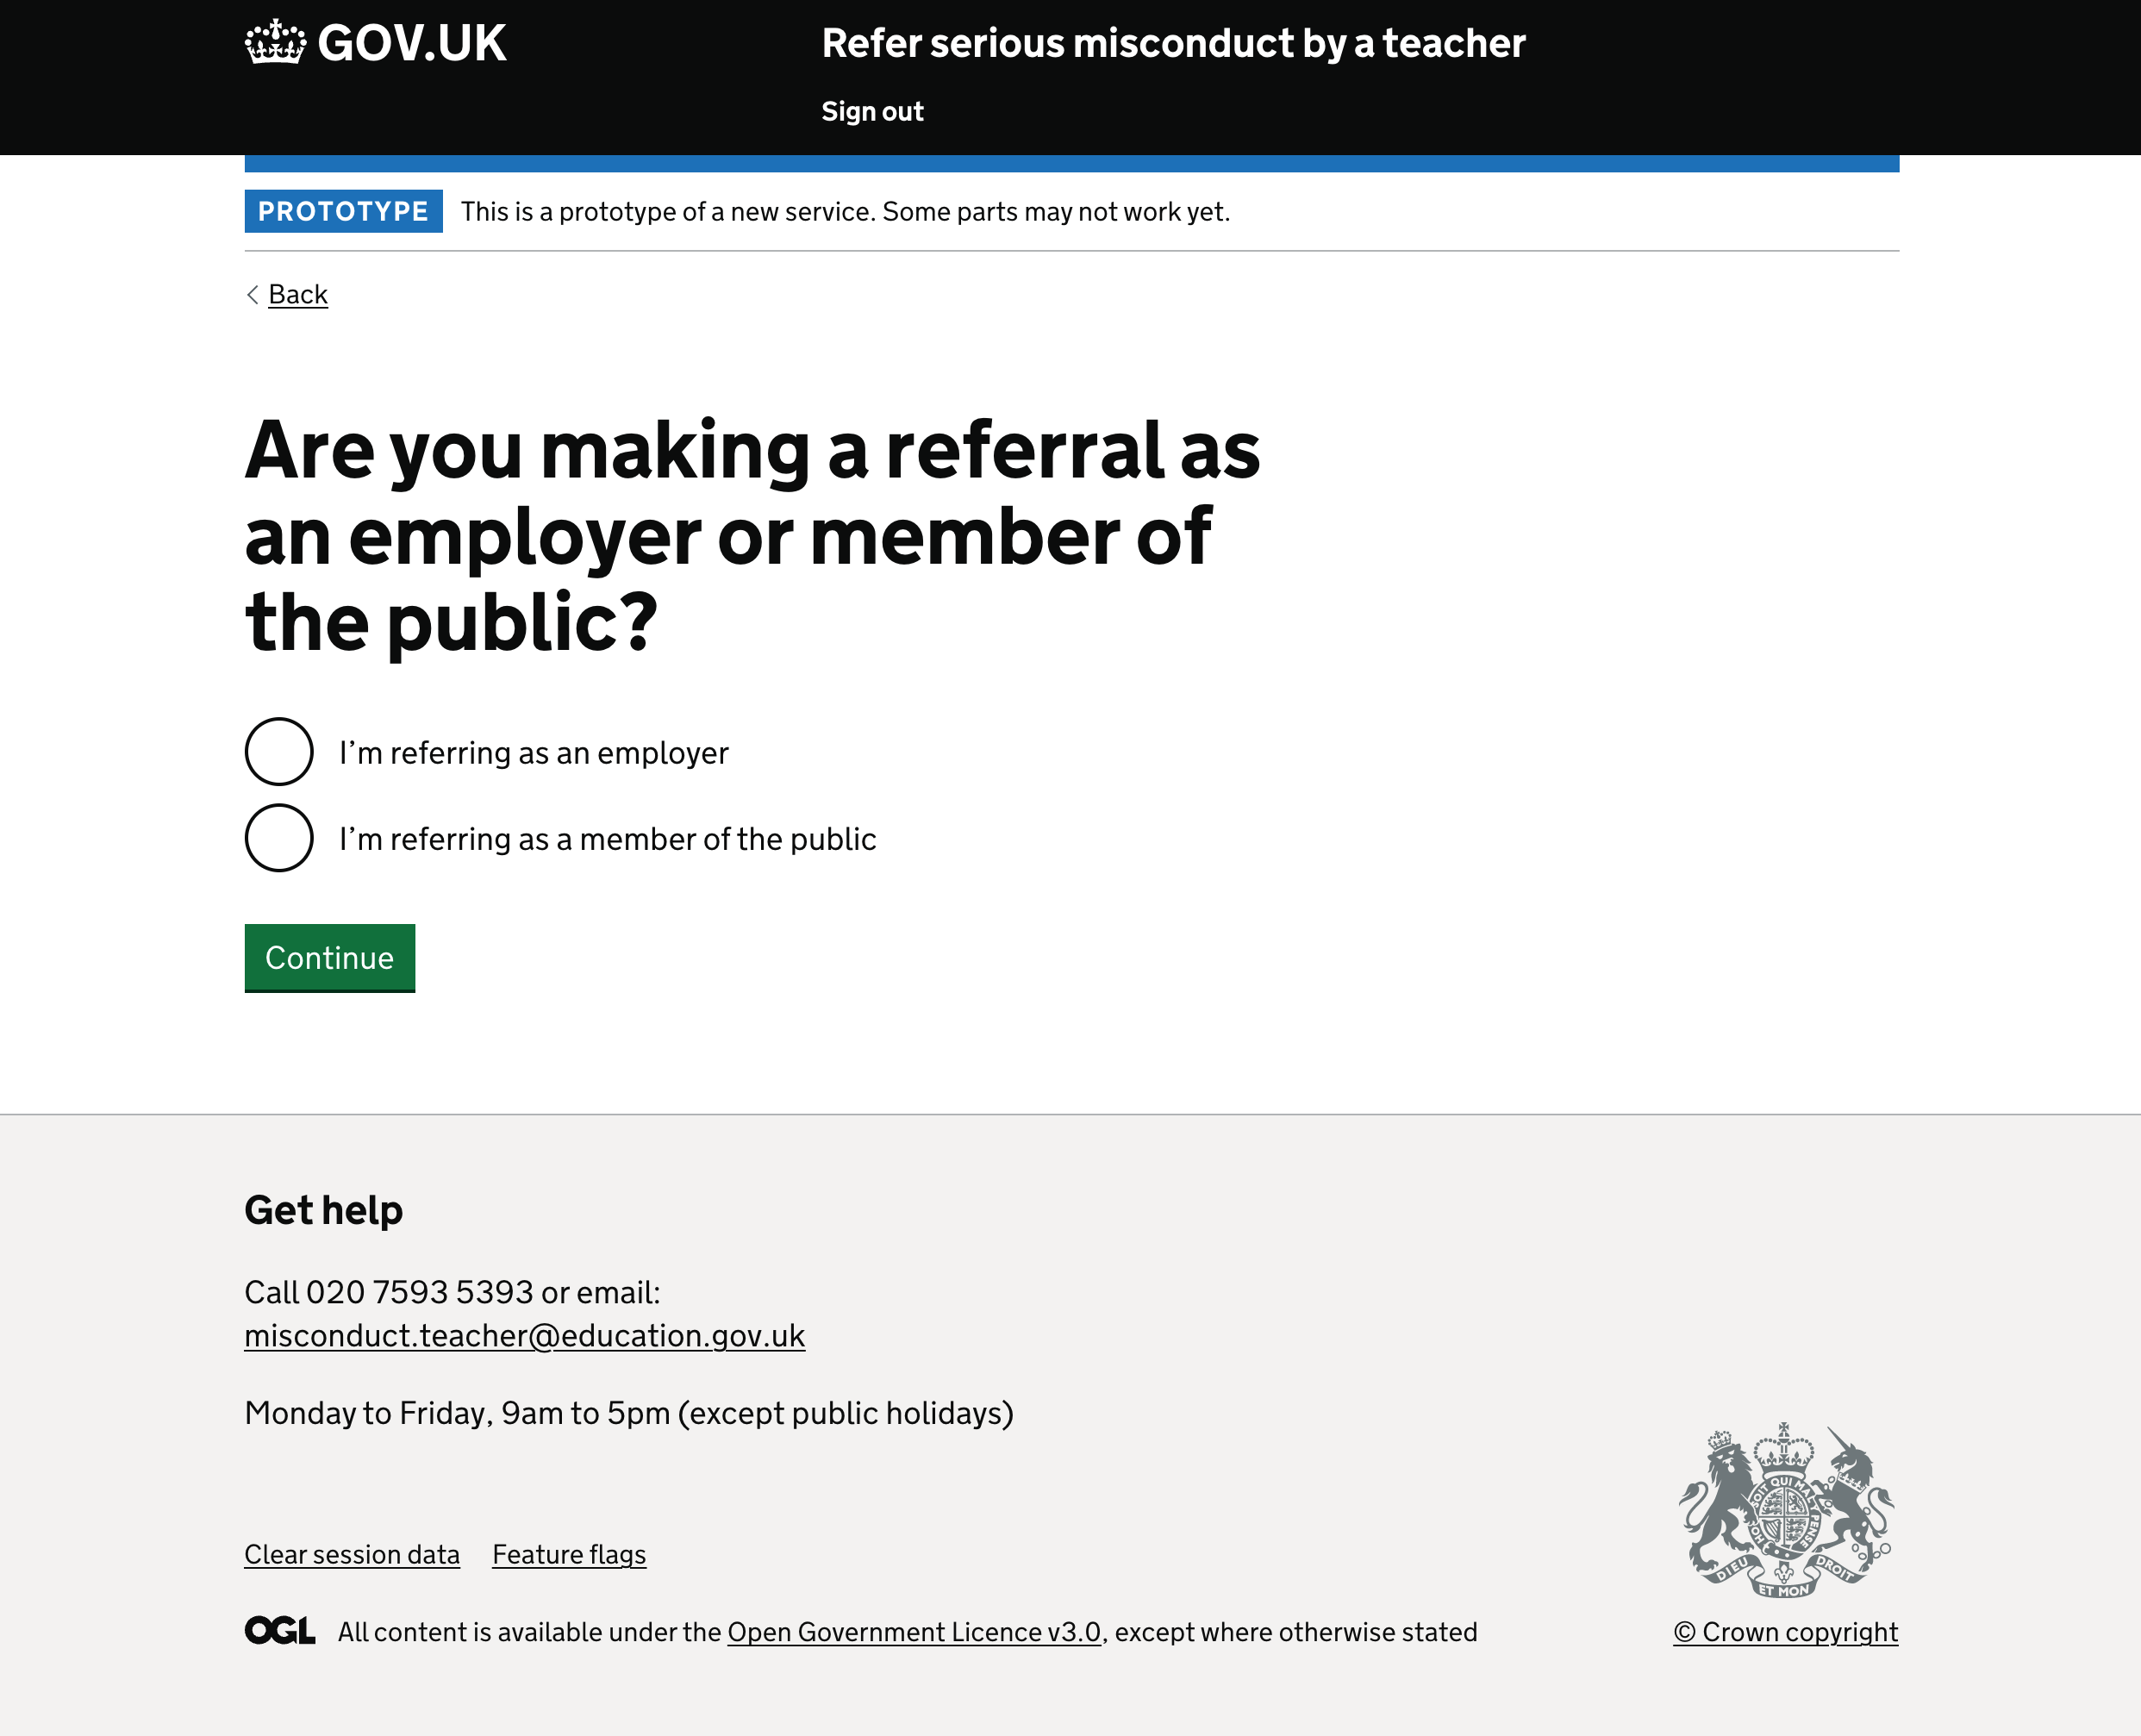 GOV.UK
Refer serious misconduct by a teacher
Sign out
PROTOTYPE
This is a prototype of a new service. Some parts may not work yet.
Back
Are you making a referral as
an employer or member of
the public?
I’m referring as an employer
I’m referring as a member of the public
Continue
Get help
Call 020 7593 5393 or email:
misconduct.teacher@education.gov.uk
Monday to Friday, 9am to 5pm (except public holidays)
Clear session data
Feature flags
OGL
All content is available under the Open Government Licence v3.0, except where otherwise stated
SOIT QUI MAL Y PENSE
HO
DIEU
ET MON
DROIT
© Crown copyright